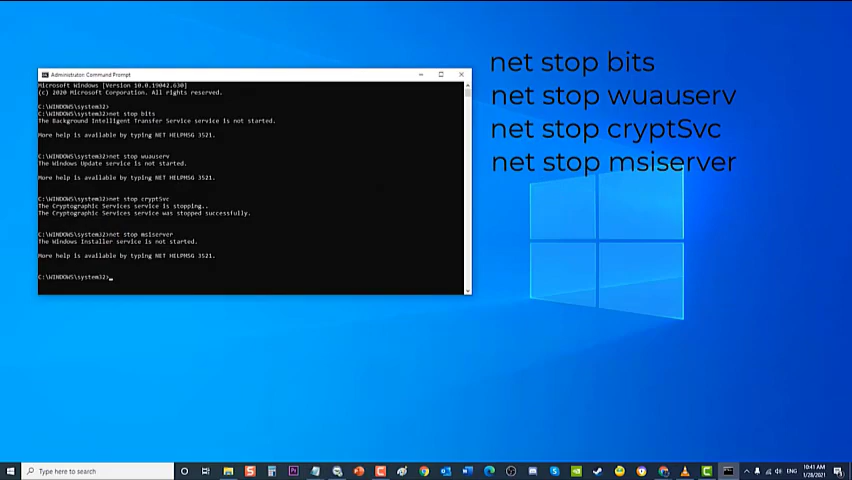 Administrator: Command Prompt
Microsoft Windows [Version 10.0.19042.630]
(c) 2020 Microsoft Corporation. All rights reserved.
C:\WINDOWS\system32>
C:\WINDOWS\system32>net stop bits
The Background Intelligent Transfer Service service is not started.
More help is available by typing NET HELPMSG 3521.
C:\WINDOWS\system32>net stop wuauserv
The Windows Update service is not started.
More help is available by typing NET HELPMSG 3521.
C:\WINDOWS\system32>net stop cryptSvc
The Cryptographic Services service is stopping..
The Cryptographic Services service was stopped successfully.
C:\WINDOWS\system32>net stop msiserver
The Windows Installer service is not started.
More help is available by typing NET HELPMSG 3521.
C:\WINDOWS\system32>
net stop bits
net stop wuauserv
net stop cryptSvc
net stop msiserver
Type here to search
ENG
10:41 AM
1/28/2021